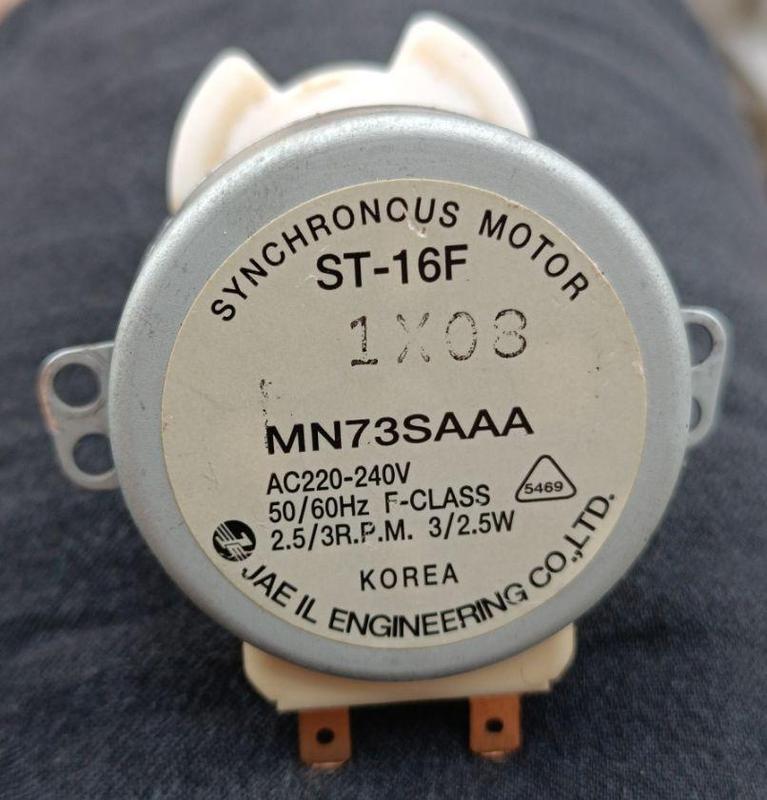 SYNCHRONOUS MOTOR
ST-16F
1X08
MN73SAAA
AC220-240V
50/60Hz F-CLASS
5469
2.5/3R.P.M. 3/2.5W
KOREA
JAE IL ENGINEERING CO.,LTD.